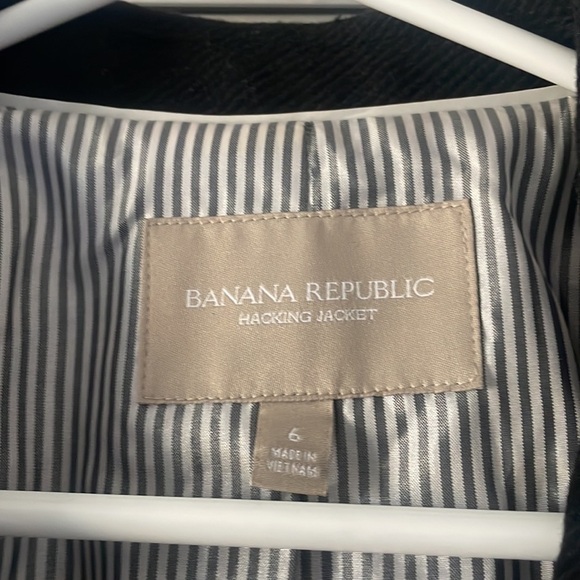 BANANA REPUBLIC
HACKING JACKET
6
MADE IN
VIETNAM